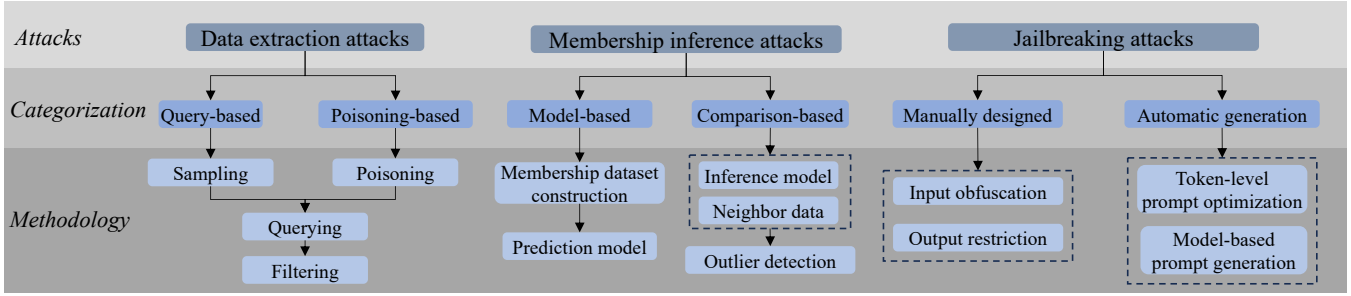 Attacks
Data extraction attacks
Membership inference attacks
Jailbreaking attacks
Categorization
Query-based
Poisoning-based
Model-based
Comparison-based
Manually designed
Automatic generation
Methodology
Sampling
Poisoning
Querying
Filtering
Membership dataset
construction
Prediction model
Inference model
Neighbor data
Outlier detection
Input obfuscation
Output restriction
Token-level
prompt optimization
Model-based
prompt generation